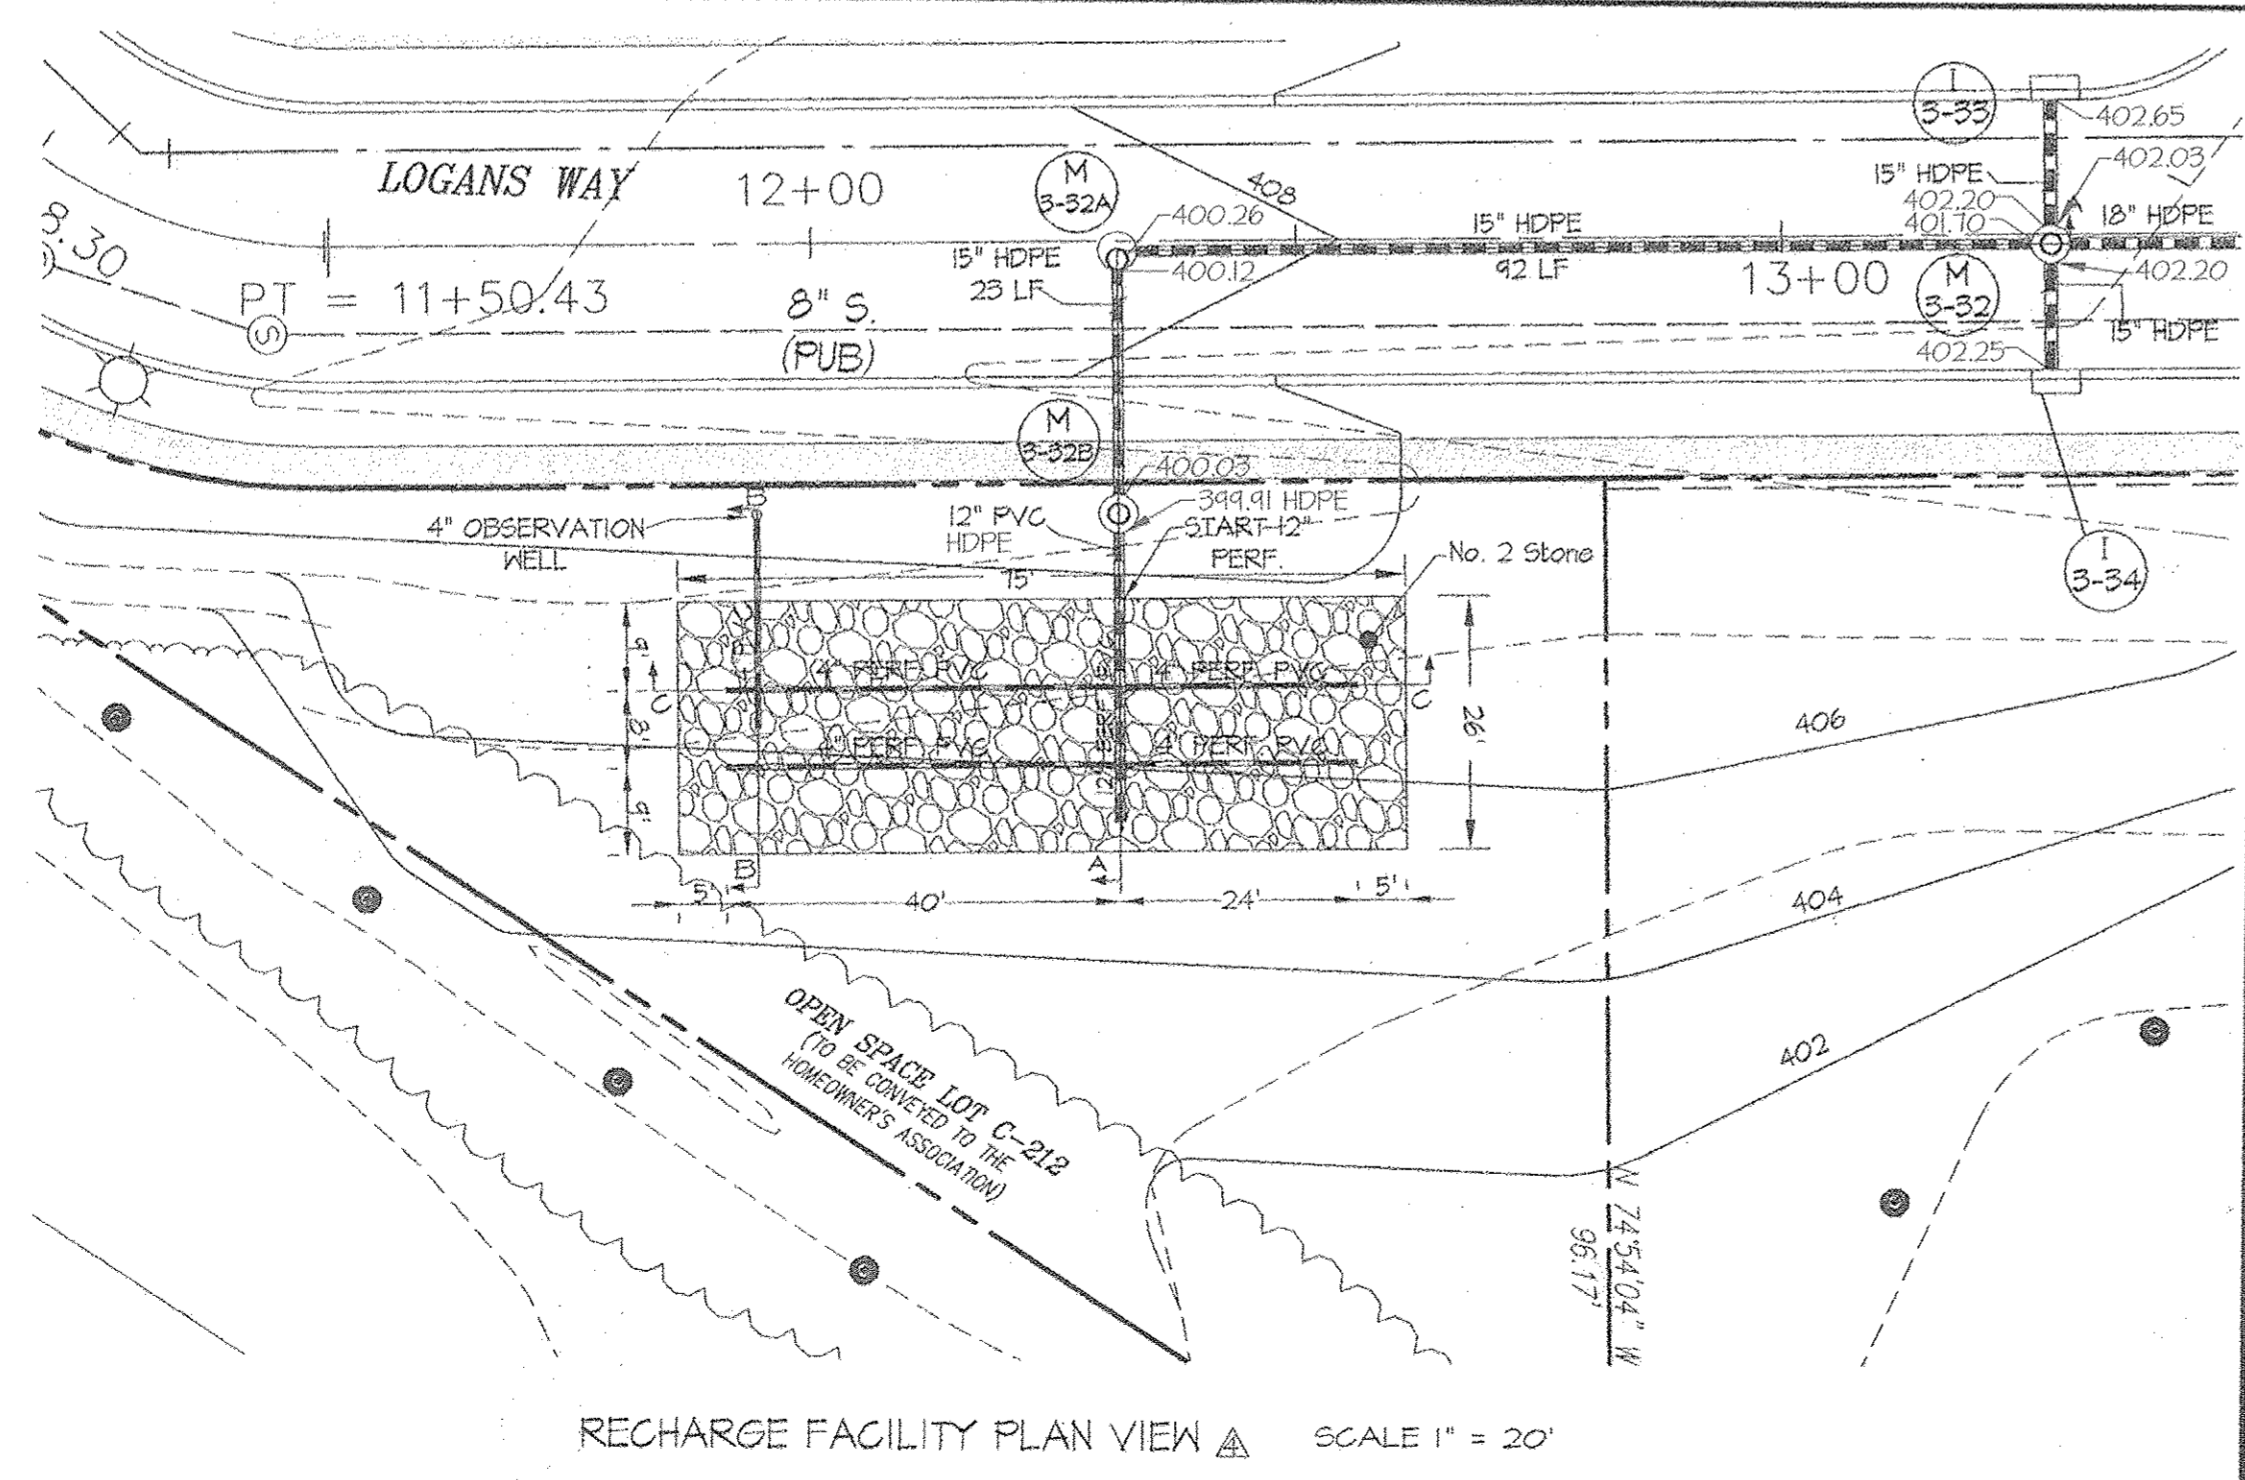 I
3-33
402.65
402.03
LOGANS WAY
12+00
M
3-32A
408
15" HDPE
402.20
401.70
18" HDPE
8.30
400.26
15" HDPE
92 LF
15" HDPE
23 LF
400.12
13+00
M
3-32
402.20
PT = 11+50.43
8" S.
(PUB)
S
15" HDPE
402.25
M
3-32B
400.03
399.91 HDPE
4" OBSERVATION
WELL
B
12" PVC
HDPE
START 12"
PERF.
75'
No. 2 Stone
I
3-34
9'
4" PERF. PVC
4" PERF. PVC
C
C
8'
26'
4" PERF. PVC
4" PERF. PVC
406
9'
B
A
5'
40'
24'
5'
404
OPEN SPACE LOT C-212
(TO BE CONVEYED TO THE
HOMEOWNER'S ASSOCIATION)
402
N 74°54'04" W
96.17'
RECHARGE FACILITY PLAN VIEW 4 SCALE 1" = 20'